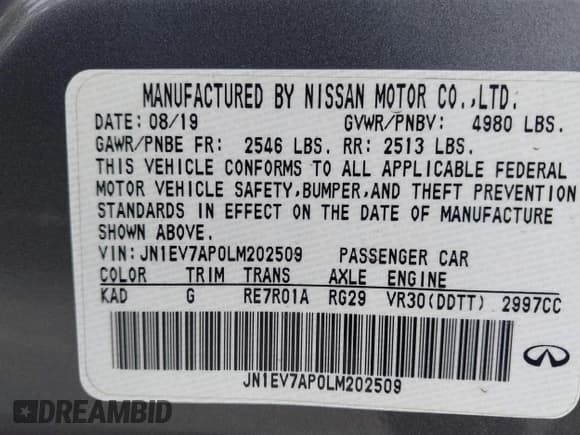 MANUFACTURED BY NISSAN MOTOR CO.,LTD.
DATE: 08/19 GVWR/PNBV: 4980 LBS.
GAWR/PNBE FR: 2546 LBS. RR: 2513 LBS.
THIS VEHICLE CONFORMS TO ALL APPLICABLE FEDERAL
MOTOR VEHICLE SAFETY,BUMPER,AND THEFT PREVENTION
STANDARDS IN EFFECT ON THE DATE OF MANUFACTURE
SHOWN ABOVE.
VIN: JN1EV7AP0LM202509 PASSENGER CAR
COLOR TRIM TRANS AXLE ENGINE
KAD G RE7R01A RG29 VR30(DDTT) 2997CC
JN1EV7AP0LM202509
DREAMBID